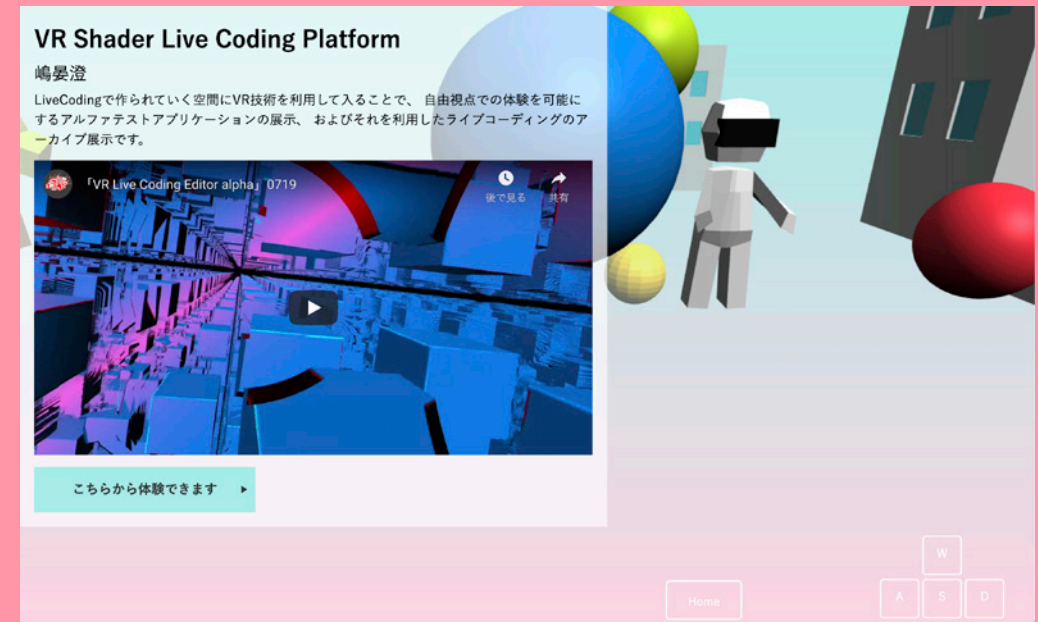 VR Shader Live Coding Platform
嶋晏澄
LiveCodingで作られていく空間にVR技術を利用して入ることで、 自由視点での体験を可能に
するアルファテストアプリケーションの展示、 およびそれを利用したライブコーディングのア
ーカイブ展示です。
「VR Live Coding Editor alpha」0719
後で見る 共有
こちらから体験できます
W
Home A S D